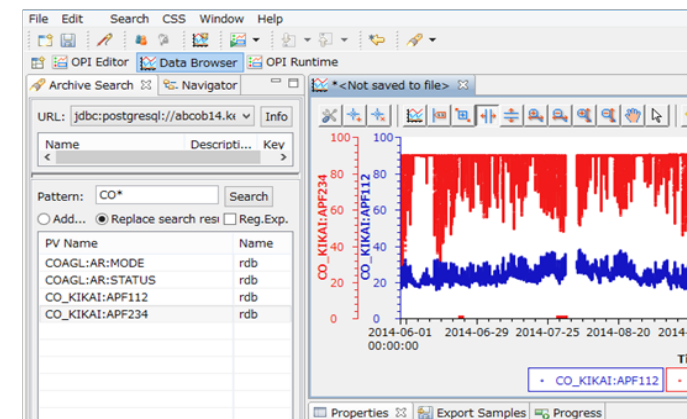 File Edit Search CSS Window Help
OPI Editor Data Browser OPI Runtime
Archive Search Navigator
*<Not saved to file>
URL: jdbc:postgresql://abcob14.ke Info
Name Descripti... Key
Pattern: CO* Search
Add... Replace search resu Reg.Exp.
PV Name Name
COAGL:AR:MODE rdb
COAGL:AR:STATUS rdb
CO_KIKAI:APF112 rdb
CO_KIKAI:APF234 rdb
CO_KIKAI:APF234
100
80
60
40
20
0
CO_KIKAI:APF112
100
80
60
40
20
0
2014-06-01 2014-06-29 2014-07-25 2014-08-20 2014-
00:00:00
Ti
CO_KIKAI:APF112
Properties Export Samples Progress